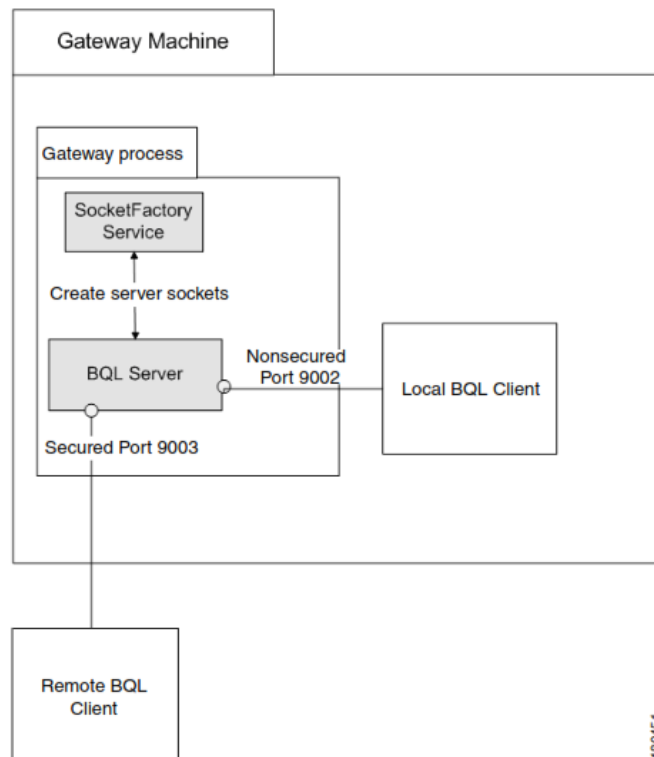 Gateway Machine
Gateway process
SocketFactory
Service
Create server sockets
BQL Server
Nonsecured
Port 9002
Local BQL Client
Secured Port 9003
Remote BQL
Client